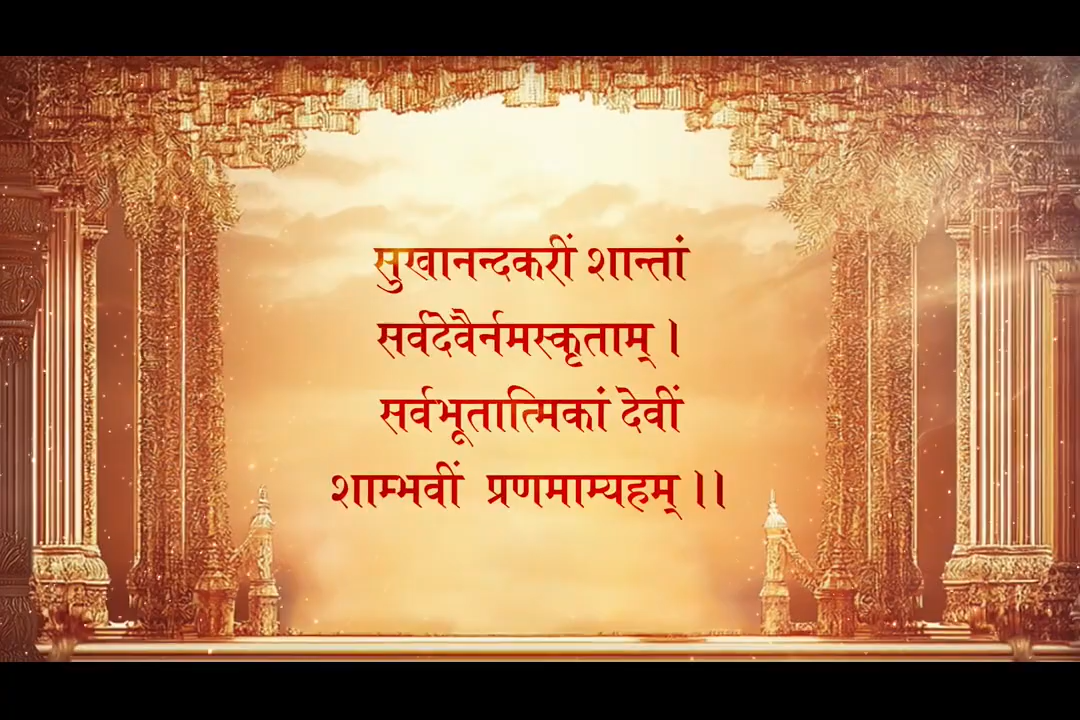 सुखानन्दकरीं शान्तां
सर्वदेवैर्नमस्कृताम् ।
सर्वभूतात्मिकां देवीं
शाम्भवीं प्रणमाम्यहम् ।।